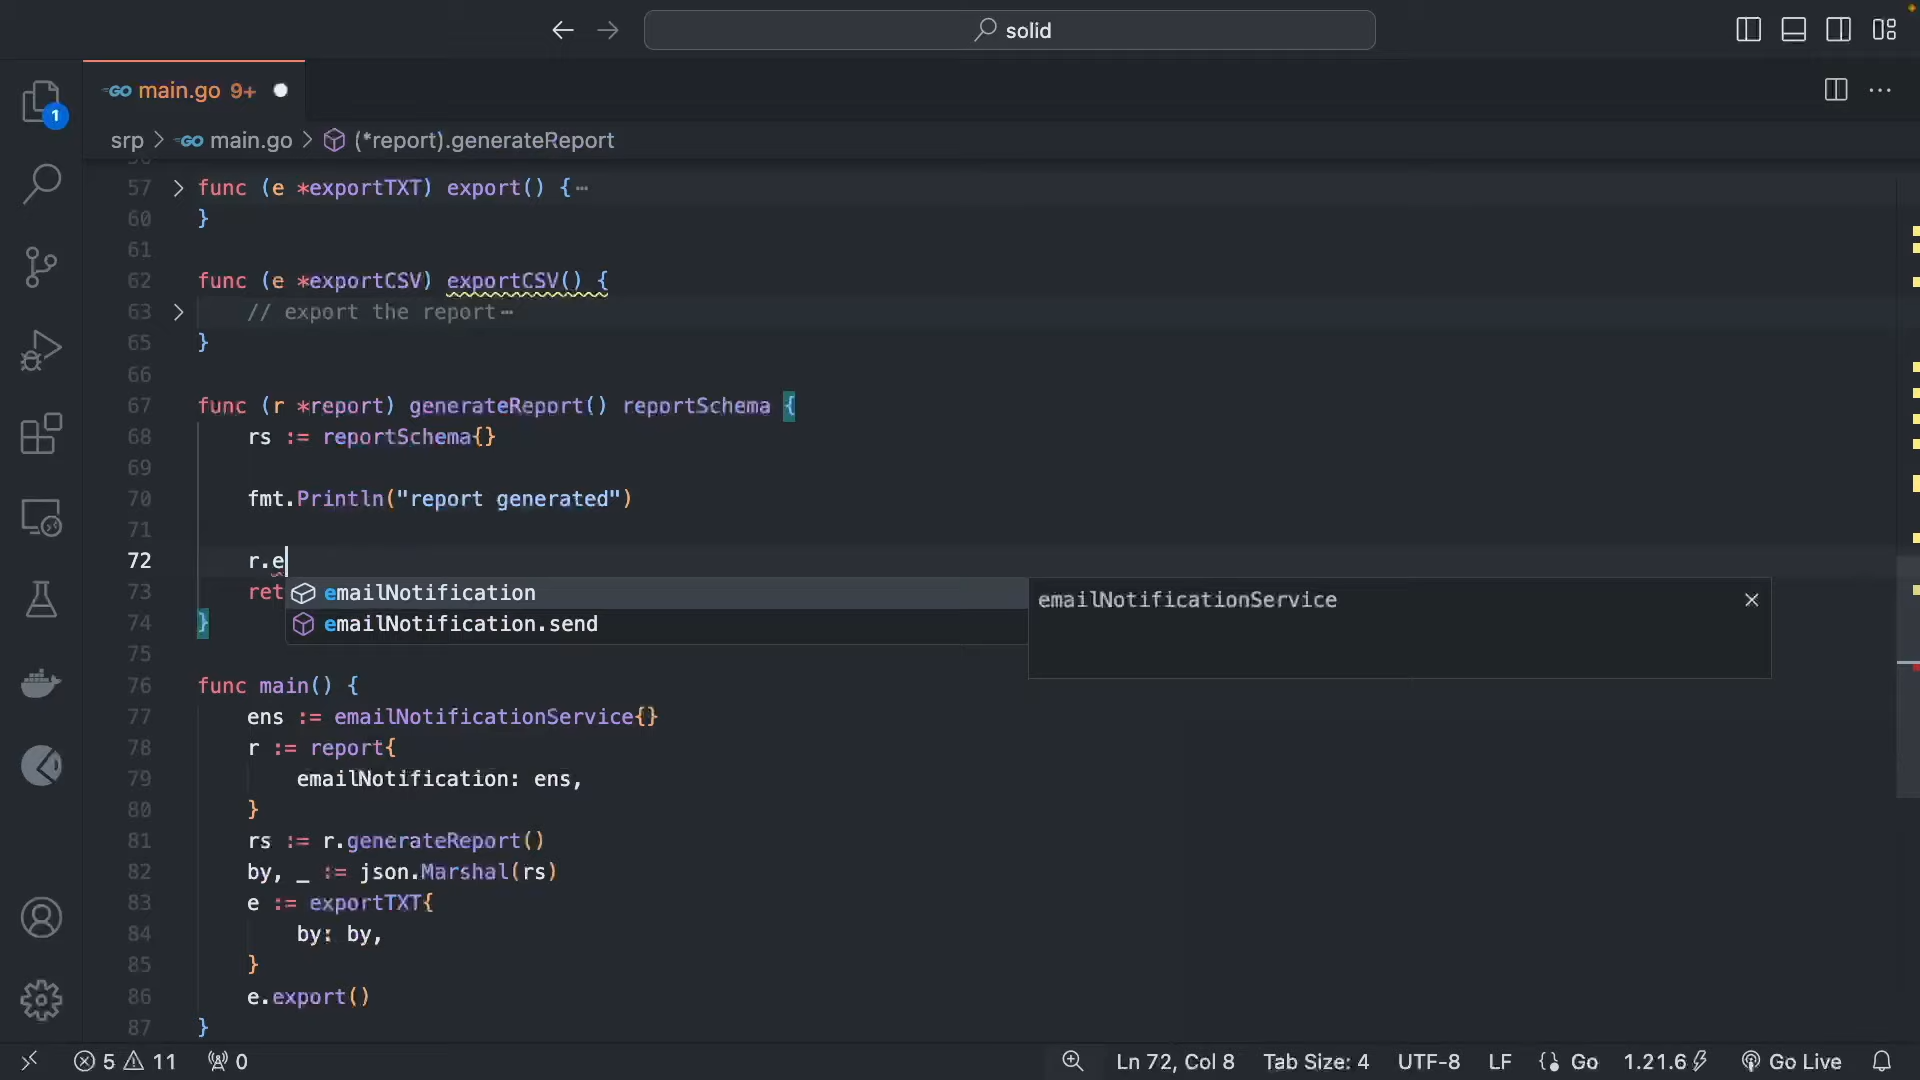 solid
GO main.go 9+
srp > GO main.go > (*report).generateReport
1
57 > func (e *exportTXT) export() {⋯
60 }
61
62 func (e *exportCSV) exportCSV() {
63 > // export the report⋯
65 }
66
67 func (r *report) generateReport() reportSchema {
68 rs := reportSchema{}
69
70 fmt.Println("report generated")
71
72 r.e
emailNotification
emailNotificationService
73 ret
emailNotification.send
74 }
75
76 func main() {
77 ens := emailNotificationService{}
78 r := report{
79 emailNotification: ens,
80 }
81 rs := r.generateReport()
82 by, _ := json.Marshal(rs)
83 e := exportTXT{
84 by: by,
85 }
86 e.export()
87 }
5 11 0 Ln 72, Col 8 Tab Size: 4 UTF-8 LF Go 1.21.6 Go Live